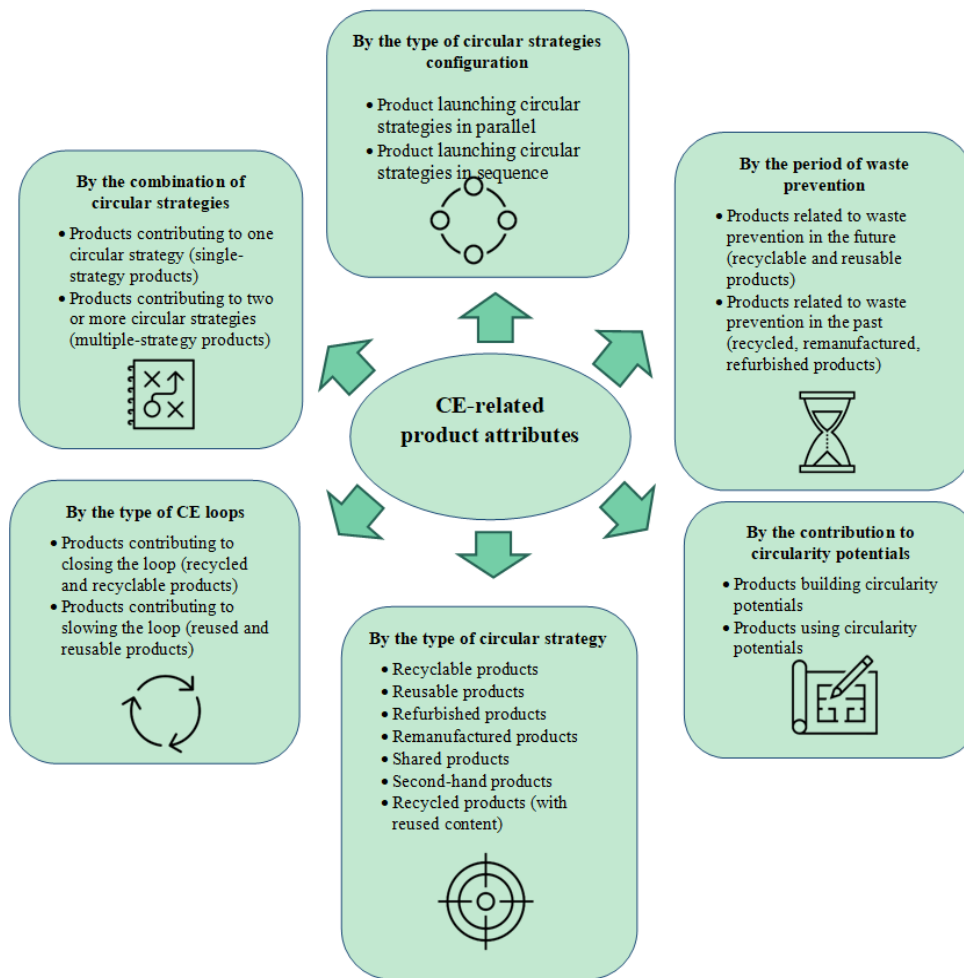 By the type of circular strategies
configuration
• Product launching circular
strategies in parallel
• Product launching circular
strategies in sequence
By the combination of
circular strategies
• Products contributing to one
circular strategy (single-
strategy products)
• Products contributing to two
or more circular strategies
(multiple-strategy products)
By the period of waste
prevention
• Products related to waste
prevention in the future
(recyclable and reusable
products)
• Products related to waste
prevention in the past
(recycled, remanufactured,
refurbished products)
CE-related
product attributes
By the type of CE loops
• Products contributing to
closing the loop (recycled
and recyclable products)
• Products contributing to
slowing the loop (reused and
reusable products)
By the contribution to
circularity potentials
• Products building circularity
potentials
• Products using circularity
potentials
By the type of circular strategy
• Recyclable products
• Reusable products
• Refurbished products
• Remanufactured products
• Shared products
• Second-hand products
• Recycled products (with
reused content)